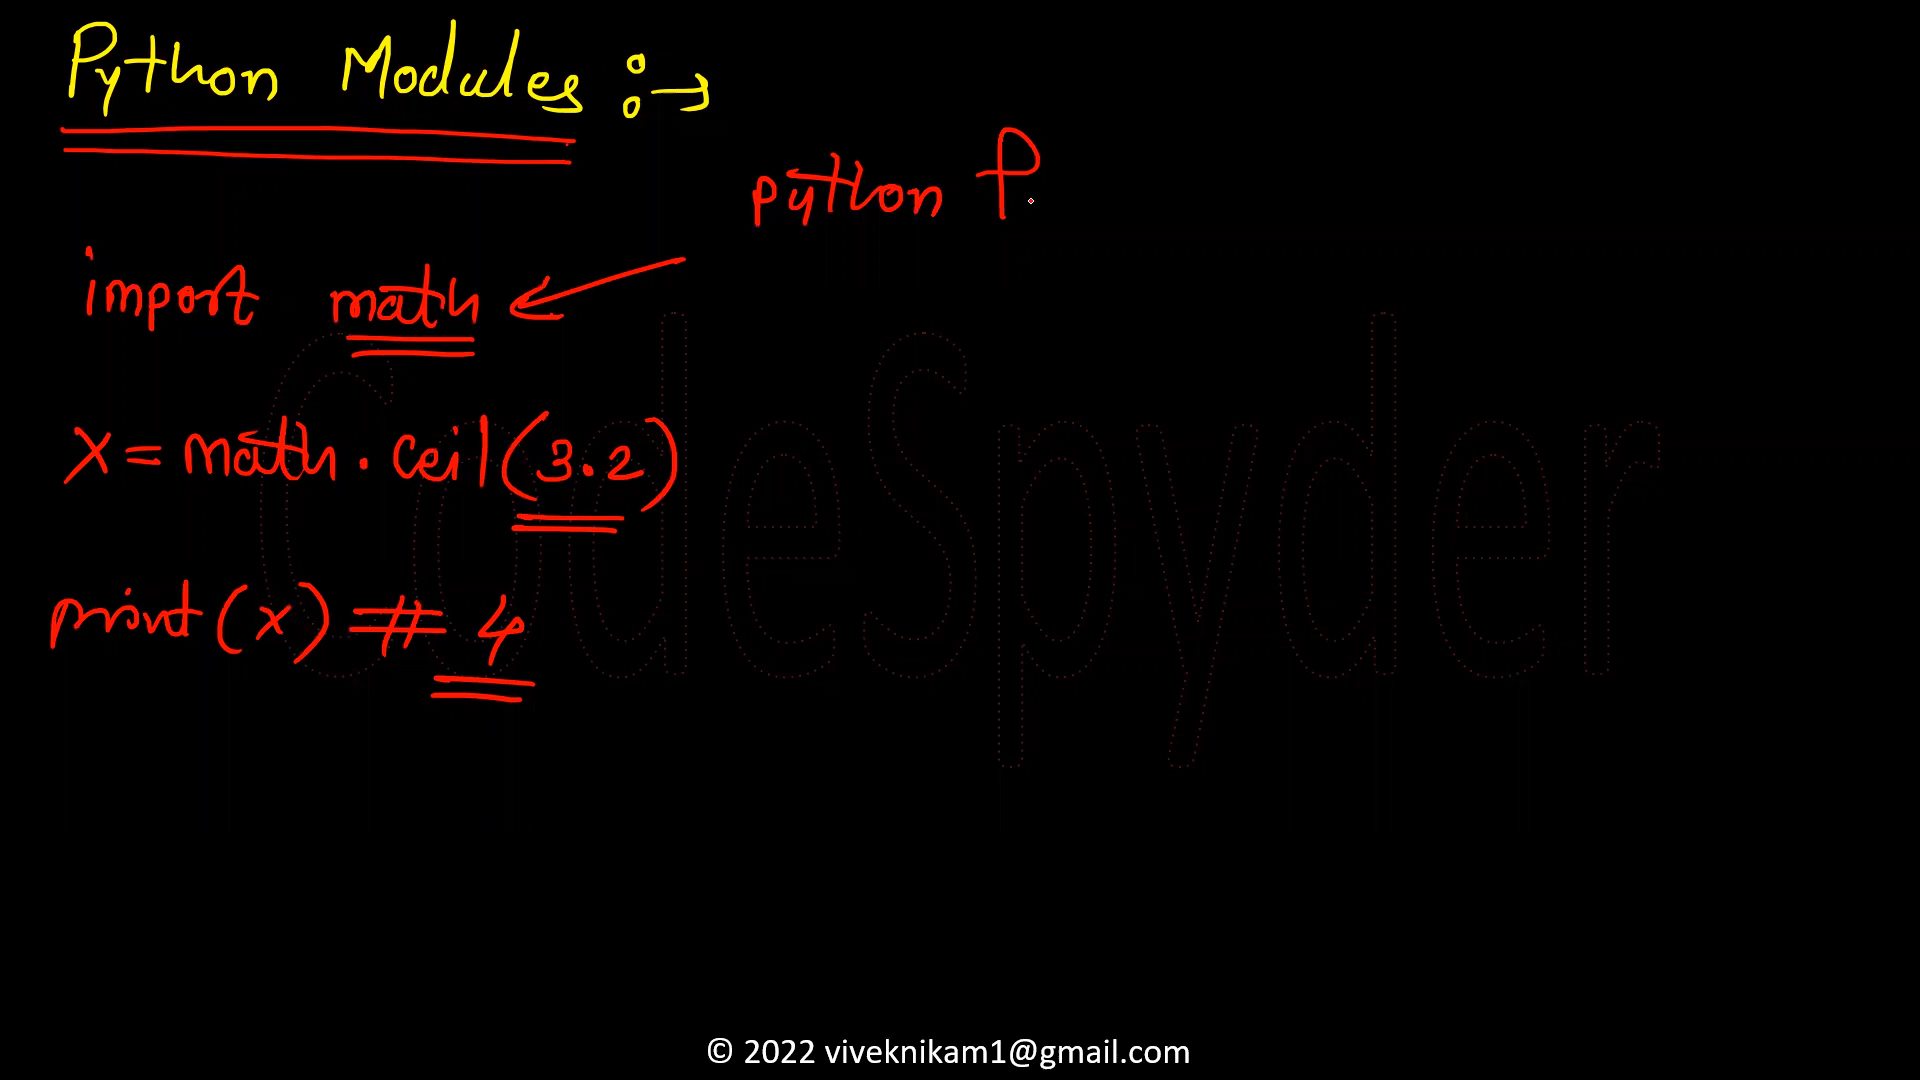 Python Modules :→
python f
import math ←
x = math.ceil(3.2)
print(x) # 4
CodeSpyder
© 2022 viveknikam1@gmail.com